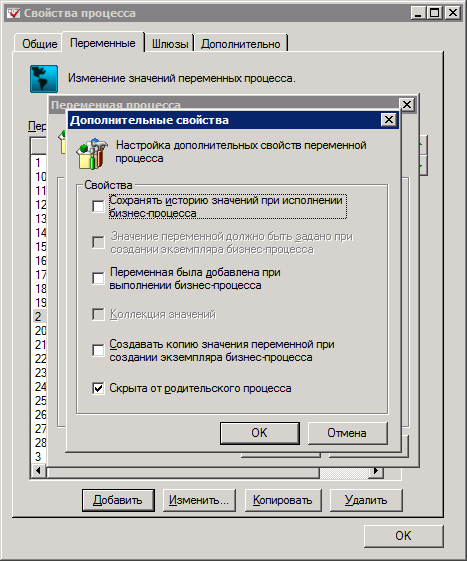 Свойства процесса
Общие Переменные Шлюзы Дополнительно
Изменение значений переменных процесса.
Переменная процесса
Пер
Дополнительные свойства
Настройка дополнительных свойств переменной
процесса
Свойства
Сохранять историю значений при исполнении
бизнес-процесса
Значение переменной должно быть задано при
создании экземпляра бизнес-процесса
Переменная была добавлена при
выполнении бизнес-процесса
Коллекция значений
Создавать копию значения переменной при
создании экземпляра бизнес-процесса
Скрыта от родительского процесса
OK Отмена
1
10
11
12
13
14
15
16
17
18
19
2
20
21
22
23
24
25
26
27
28
3
Добавить Изменить... Копировать Удалить
OK